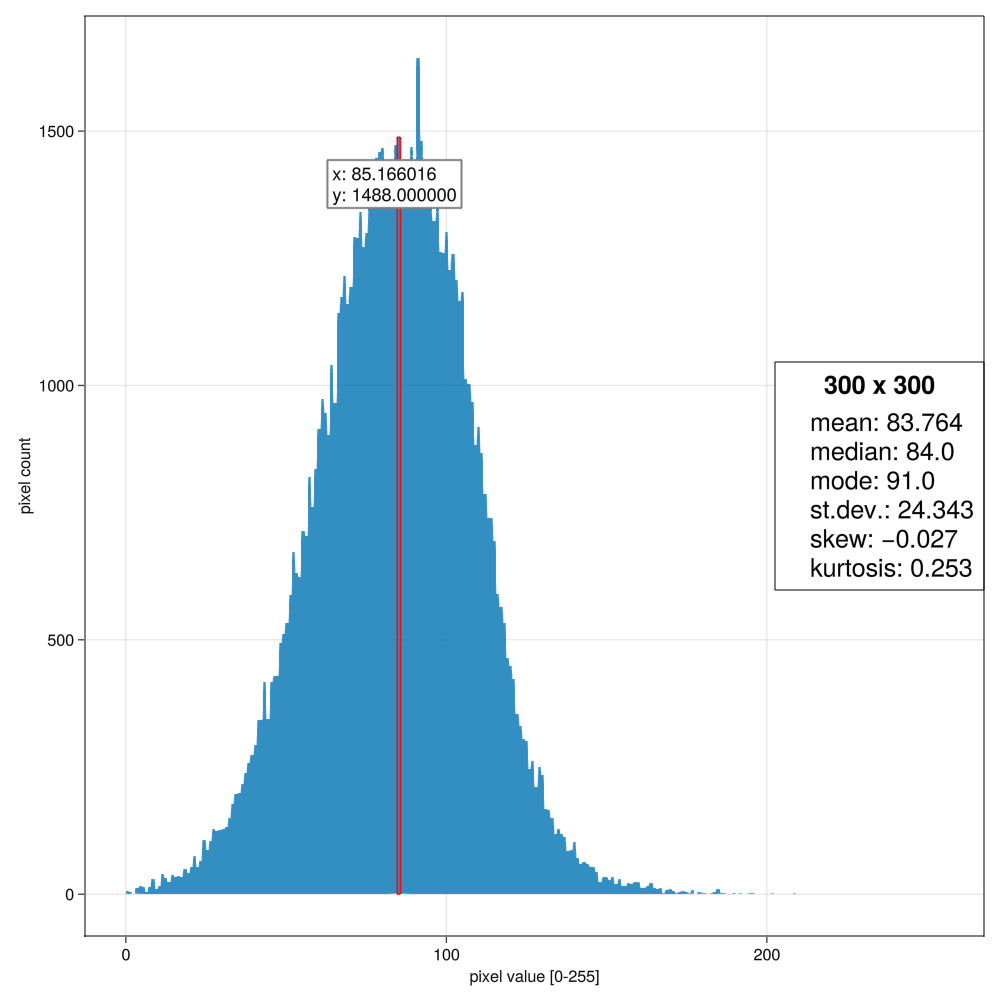 1500
1000
500
0
pixel count
x: 85.166016
y: 1488.000000
300 x 300
mean: 83.764
median: 84.0
mode: 91.0
st.dev.: 24.343
skew: −0.027
kurtosis: 0.253
0 100 200
pixel value [0-255]